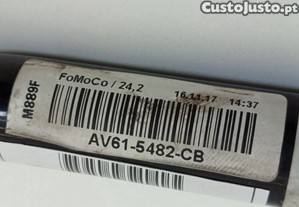 Custojusto.pt
FoMoCo / 24,2
16.11.17 14:37
M889F
AV61-5482-CB